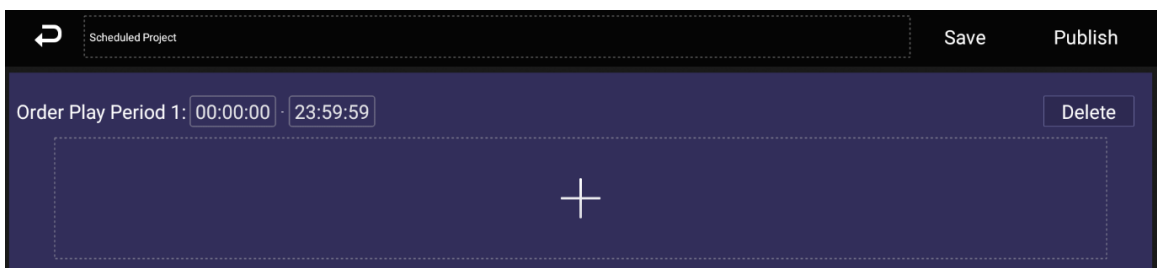 Scheduled Project Save Publish
Order Play Period 1: 00:00:00 - 23:59:59 Delete